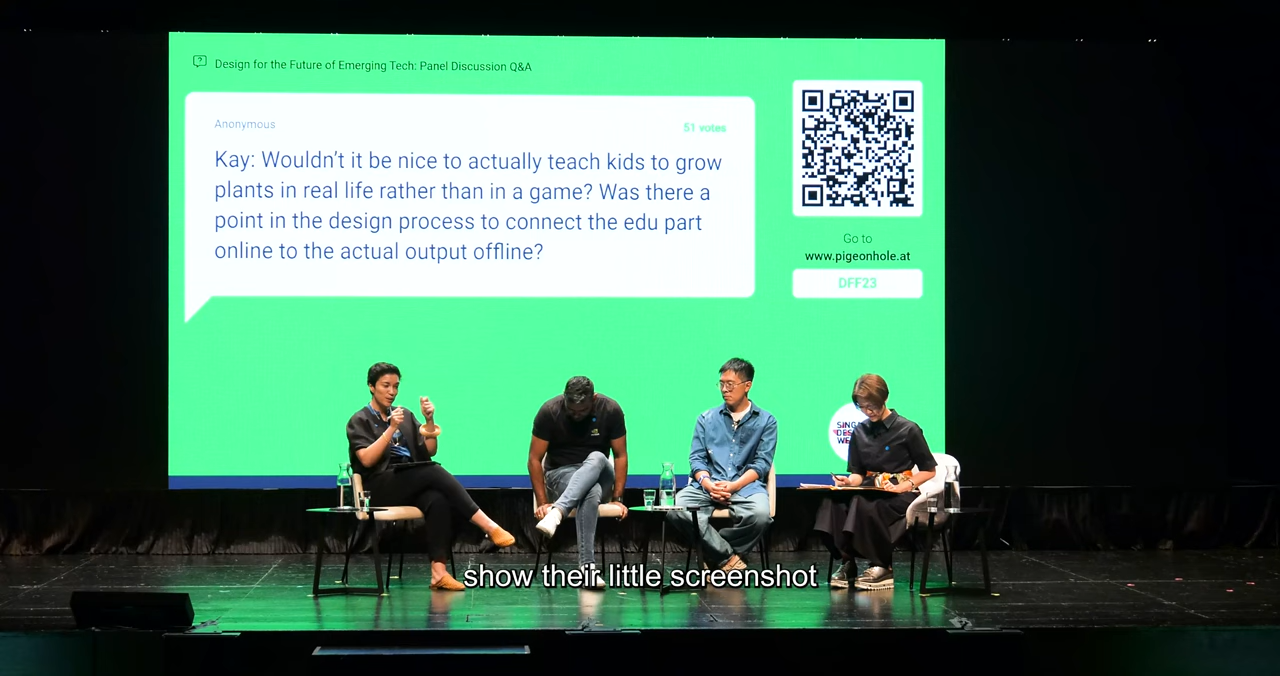 Design for the Future of Emerging Tech: Panel Discussion Q&A
Anonymous
51 votes
Kay: Wouldn't it be nice to actually teach kids to grow
plants in real life rather than in a game? Was there a
point in the design process to connect the edu part
online to the actual output offline?
Go to
www.pigeonhole.at
DFF23
show their little screenshot